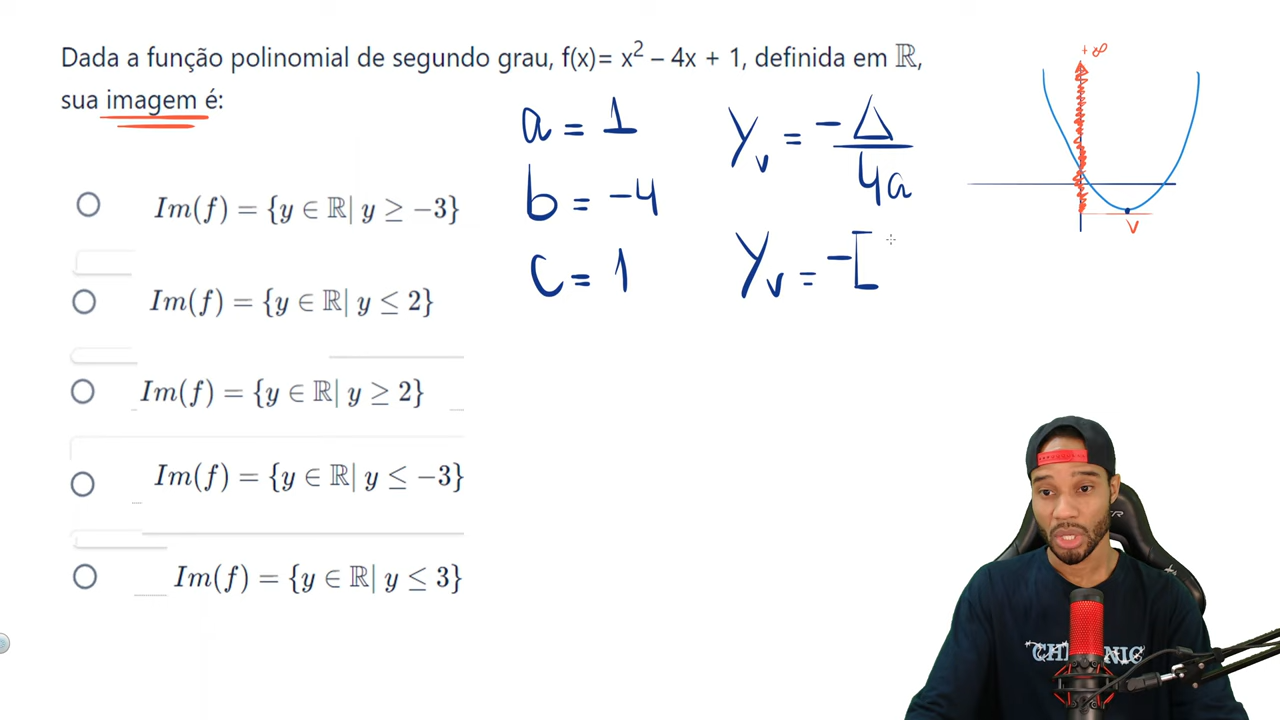 Dada a função polinomial de segundo grau, f(x)= x² – 4x + 1, definida em ℝ,
sua imagem é:
Im(f) = {y ∈ ℝ| y ≥ −3}
Im(f) = {y ∈ ℝ| y ≤ 2}
Im(f) = {y ∈ ℝ| y ≥ 2}
Im(f) = {y ∈ ℝ| y ≤ −3}
Im(f) = {y ∈ ℝ| y ≤ 3}
a = 1
b = -4
c = 1
Yv = -Δ/4a
Yv = -[
+∞
V